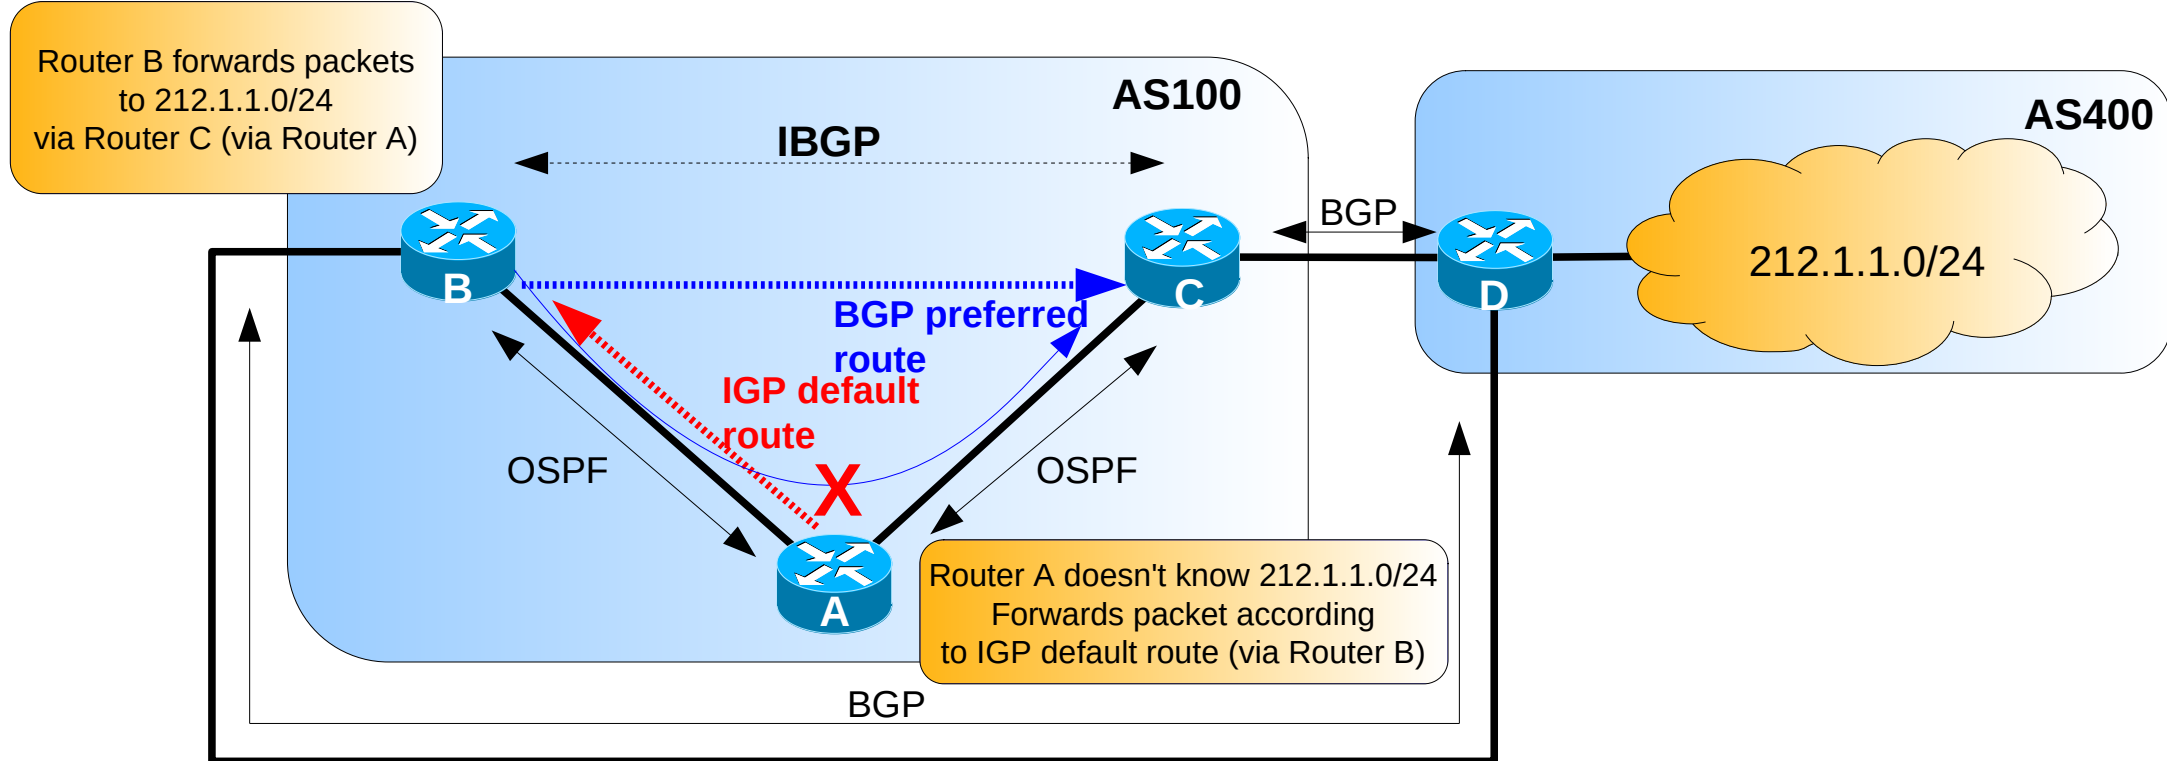 Router B forwards packets
to 212.1.1.0/24
via Router C (via Router A)
AS100
AS400
IBGP
BGP
212.1.1.0/24
B
C
D
BGP preferred
route
IGP default
route
OSPF
OSPF
X
A
Router A doesn't know 212.1.1.0/24
Forwards packet according
to IGP default route (via Router B)
BGP